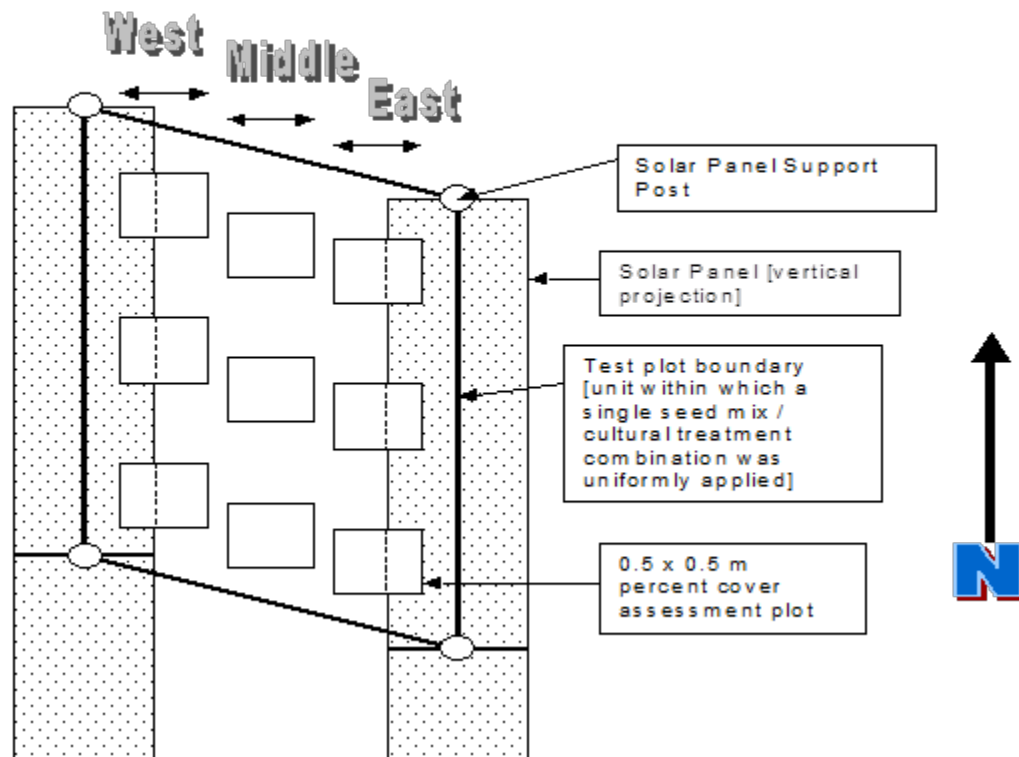 West
Middle
East
Solar Panel Support
Post
Solar Panel [vertical
projection]
Test plot boundary
[unit within which a
single seed mix /
cultural treatment
combination was
uniformly applied]
0.5 x 0.5 m
percent cover
assessment plot
N